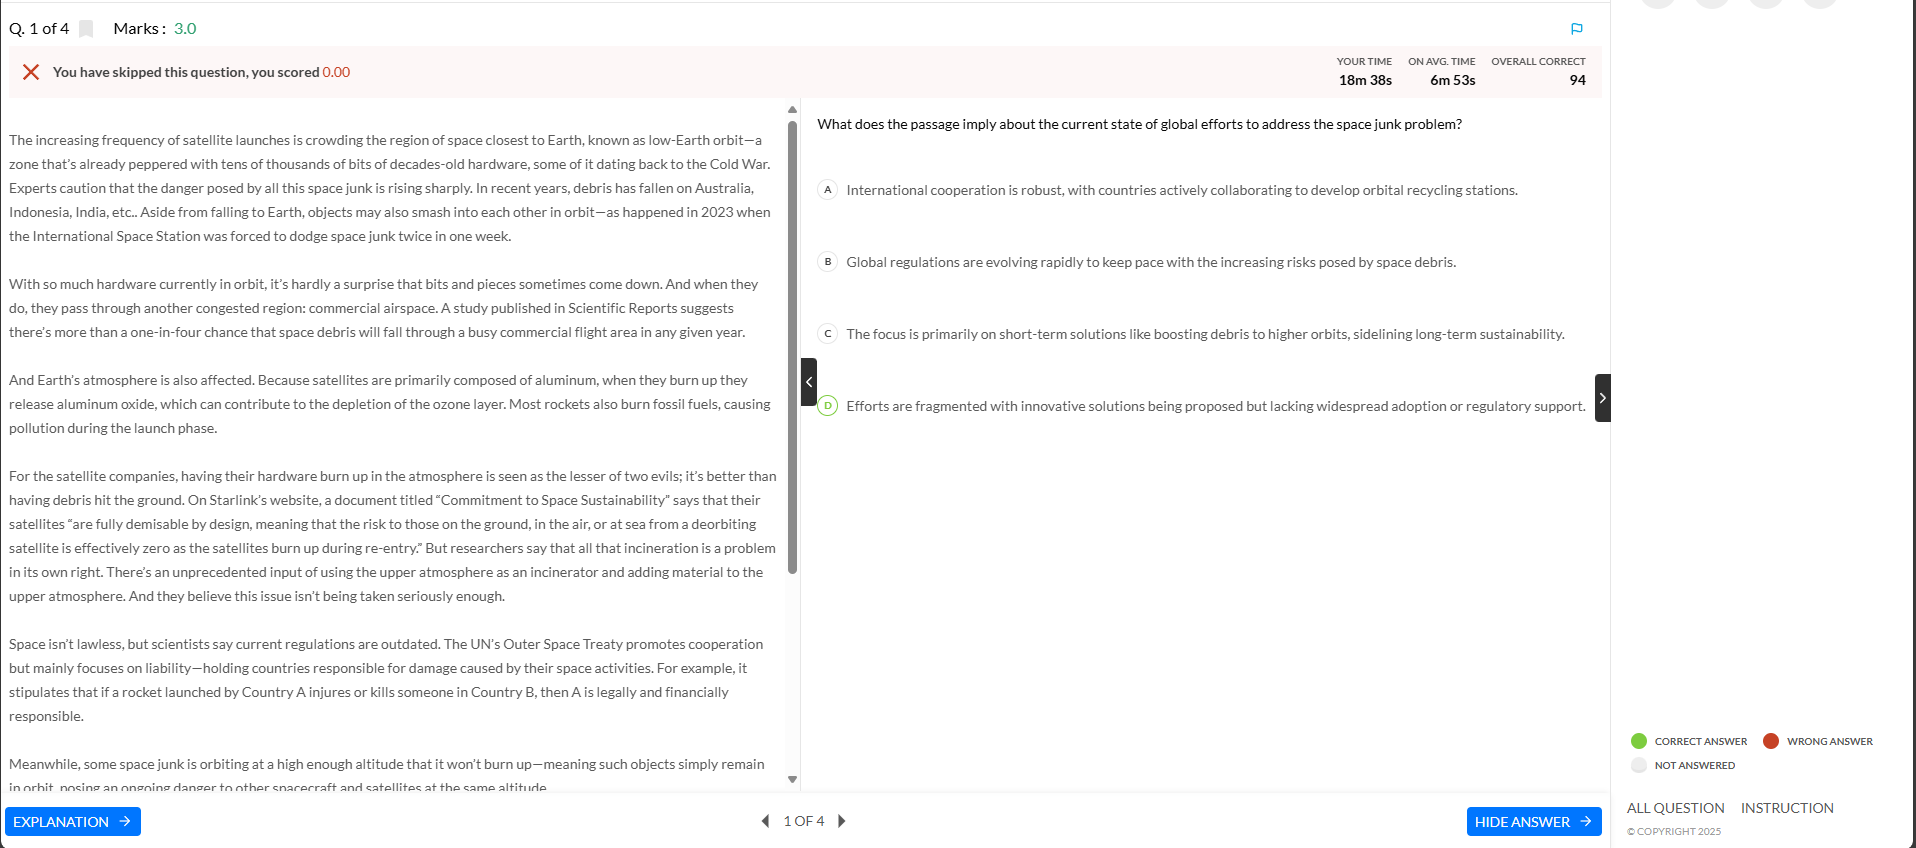 Q. 1 of 4 Marks : 3.0
You have skipped this question, you scored 0.00
YOUR TIME ON AVG. TIME OVERALL CORRECT
18m 38s 6m 53s 94
The increasing frequency of satellite launches is crowding the region of space closest to Earth, known as low-Earth orbit—a
zone that's already peppered with tens of thousands of bits of decades-old hardware, some of it dating back to the Cold War.
Experts caution that the danger posed by all this space junk is rising sharply. In recent years, debris has fallen on Australia,
Indonesia, India, etc.. Aside from falling to Earth, objects may also smash into each other in orbit—as happened in 2023 when
the International Space Station was forced to dodge space junk twice in one week.
With so much hardware currently in orbit, it's hardly a surprise that bits and pieces sometimes come down. And when they
do, they pass through another congested region: commercial airspace. A study published in Scientific Reports suggests
there's more than a one-in-four chance that space debris will fall through a busy commercial flight area in any given year.
And Earth's atmosphere is also affected. Because satellites are primarily composed of aluminum, when they burn up they
release aluminum oxide, which can contribute to the depletion of the ozone layer. Most rockets also burn fossil fuels, causing
pollution during the launch phase.
For the satellite companies, having their hardware burn up in the atmosphere is seen as the lesser of two evils; it's better than
having debris hit the ground. On Starlink's website, a document titled “Commitment to Space Sustainability” says that their
satellites “are fully demisable by design, meaning that the risk to those on the ground, in the air, or at sea from a deorbiting
satellite is effectively zero as the satellites burn up during re-entry.” But researchers say that all that incineration is a problem
in its own right. There's an unprecedented input of using the upper atmosphere as an incinerator and adding material to the
upper atmosphere. And they believe this issue isn't being taken seriously enough.
Space isn't lawless, but scientists say current regulations are outdated. The UN's Outer Space Treaty promotes cooperation
but mainly focuses on liability—holding countries responsible for damage caused by their space activities. For example, it
stipulates that if a rocket launched by Country A injures or kills someone in Country B, then A is legally and financially
responsible.
Meanwhile, some space junk is orbiting at a high enough altitude that it won't burn up—meaning such objects simply remain
in orbit, posing an ongoing danger to other spacecraft and satellites at the same altitude.
What does the passage imply about the current state of global efforts to address the space junk problem?
A International cooperation is robust, with countries actively collaborating to develop orbital recycling stations.
B Global regulations are evolving rapidly to keep pace with the increasing risks posed by space debris.
C The focus is primarily on short-term solutions like boosting debris to higher orbits, sidelining long-term sustainability.
D Efforts are fragmented with innovative solutions being proposed but lacking widespread adoption or regulatory support.
EXPLANATION
1 OF 4
HIDE ANSWER
CORRECT ANSWER WRONG ANSWER
NOT ANSWERED
ALL QUESTION INSTRUCTION
© COPYRIGHT 2025